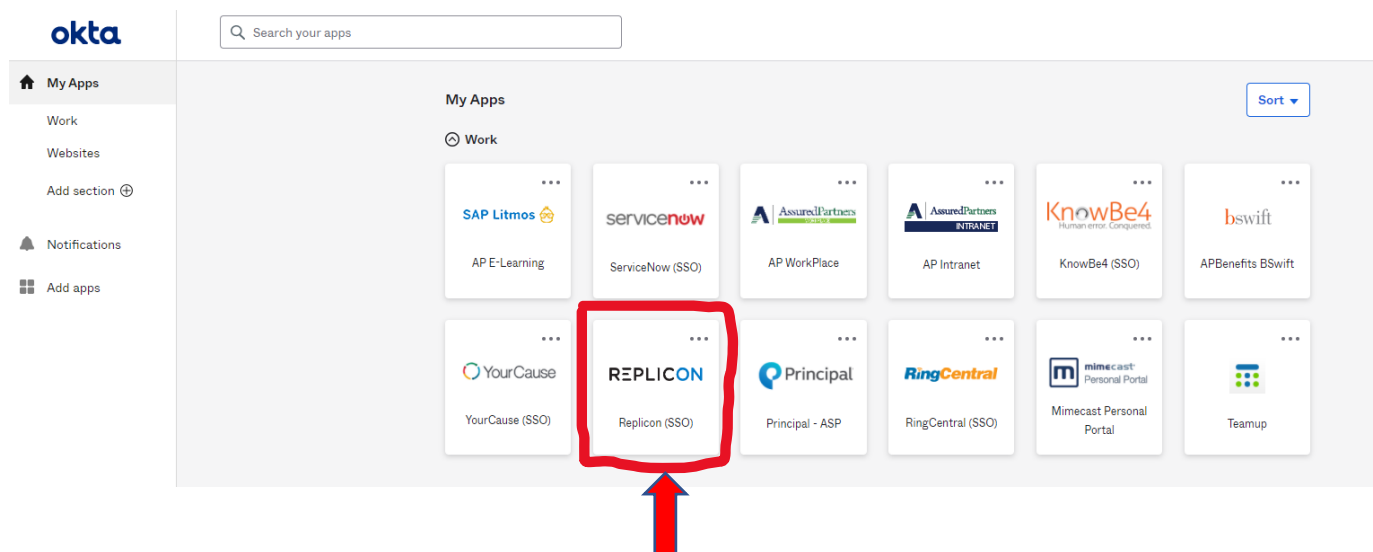 okta
Search your apps
My Apps
Work
Websites
Add section
Notifications
Add apps
My Apps
Sort
Work
SAP Litmos
AP E-Learning
servicenow
ServiceNow (SSO)
AssuredPartners
AP WorkPlace
AssuredPartners
INTRANET
AP Intranet
KnowBe4
Human error. Conquered.
KnowBe4 (SSO)
bswift
APBenefits BSwift
YourCause
YourCause (SSO)
REPLICON
Replicon (SSO)
Principal
Principal - ASP
RingCentral
RingCentral (SSO)
m mimecast
Personal Portal
Mimecast Personal
Portal
Teamup